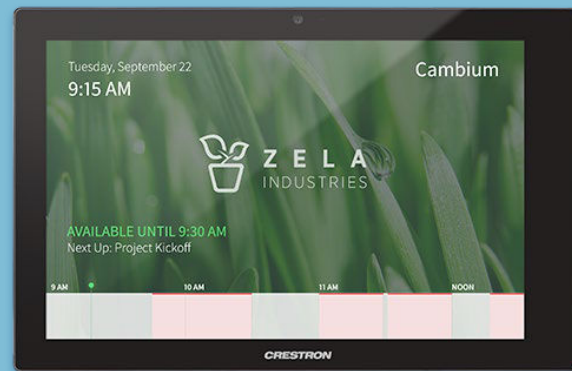 Tuesday, September 22
9:15 AM
Cambium
ZELA
INDUSTRIES
AVAILABLE UNTIL 9:30 AM
Next Up: Project Kickoff
9 AM
10 AM
11 AM
NOON
CRESTRON